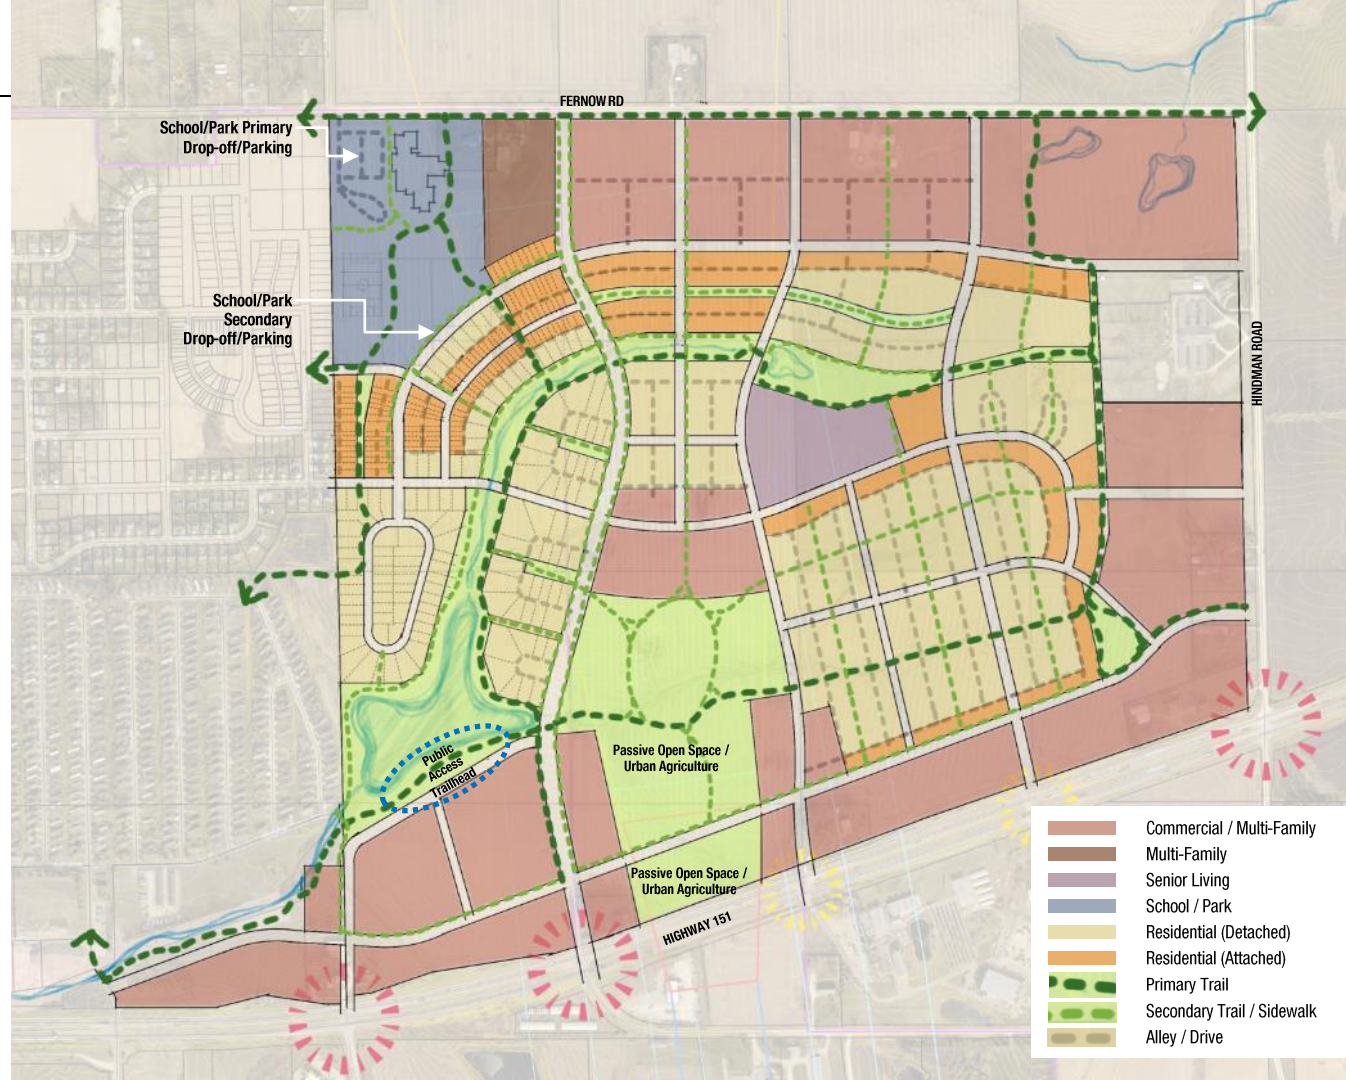 FERNOW RD
School/Park Primary
Drop-off/Parking
School/Park
Secondary
Drop-off/Parking
HINDMAN ROAD
Public
Access
Trailhead
Passive Open Space /
Urban Agriculture
Passive Open Space /
Urban Agriculture
HIGHWAY 151
Commercial / Multi-Family
Multi-Family
Senior Living
School / Park
Residential (Detached)
Residential (Attached)
Primary Trail
Secondary Trail / Sidewalk
Alley / Drive